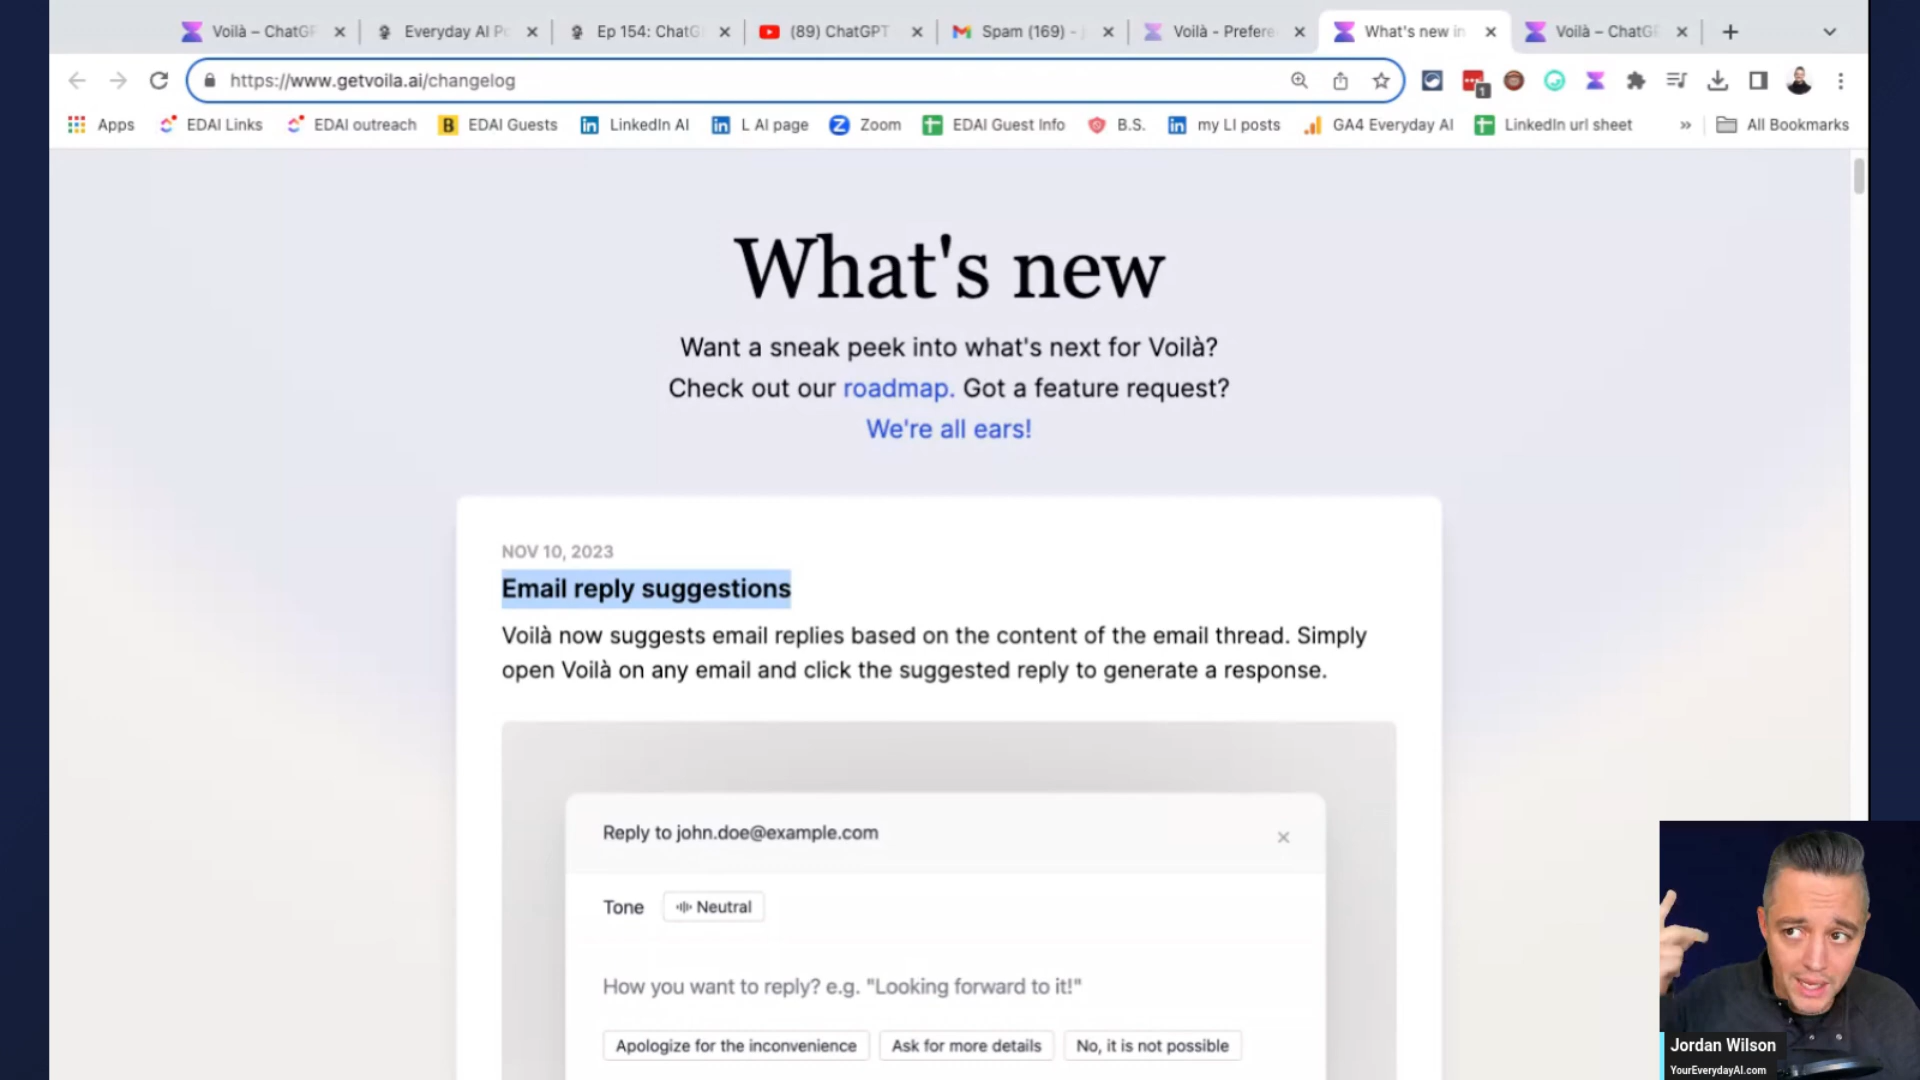 Voilà – ChatGP
Everyday AI Po
Ep 154: ChatG
(89) ChatGPT
Spam (169) -
Voilà - Prefere
What's new in
Voilà – ChatGP
https://www.getvoila.ai/changelog
1
Apps
EDAI Links
EDAI outreach
B
EDAI Guests
LinkedIn AI
L AI page
Zoom
EDAI Guest Info
B.S.
my LI posts
GA4 Everyday AI
LinkedIn url sheet
»
All Bookmarks
What's new
Want a sneak peek into what's next for Voilà?
Check out our roadmap. Got a feature request?
We're all ears!
NOV 10, 2023
Email reply suggestions
Voilà now suggests email replies based on the content of the email thread. Simply
open Voilà on any email and click the suggested reply to generate a response.
Reply to john.doe@example.com
Tone
Neutral
How you want to reply? e.g. "Looking forward to it!"
Apologize for the inconvenience
Ask for more details
No, it is not possible
Jordan Wilson
YourEverydayAI.com